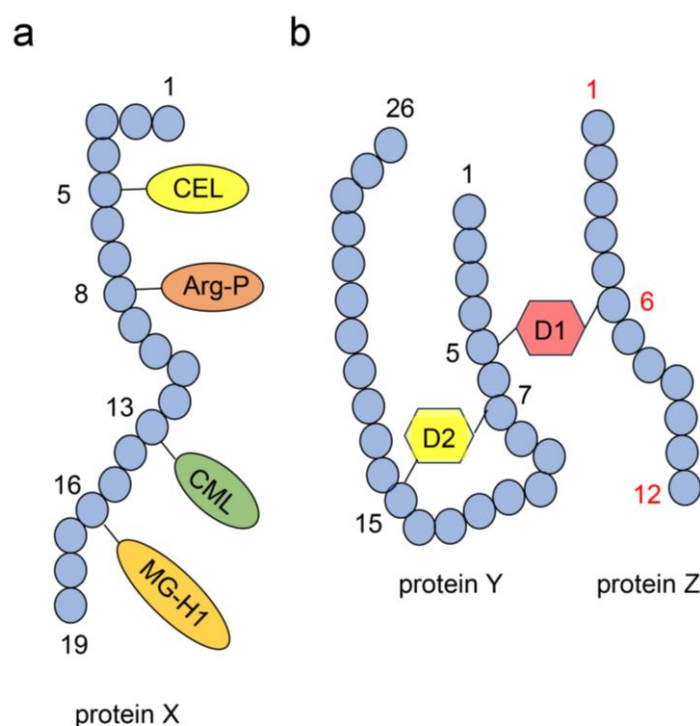 a
1
5
CEL
8
Arg-P
13
CML
16
MG-H1
19
protein X
b
26
1
1
5
D1
6
7
D2
15
12
protein Y
protein Z